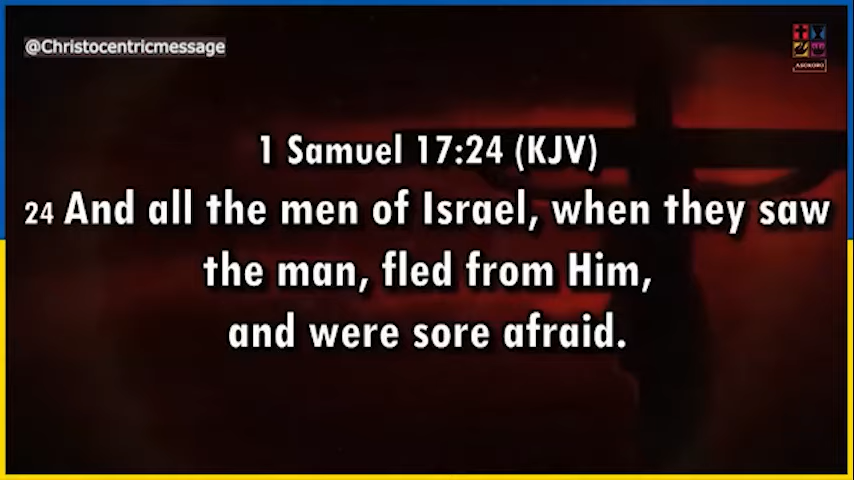 @Christocentricmessage
ASOKORO
1 Samuel 17:24 (KJV)
24 And all the men of Israel, when they saw
the man, fled from Him,
and were sore afraid.